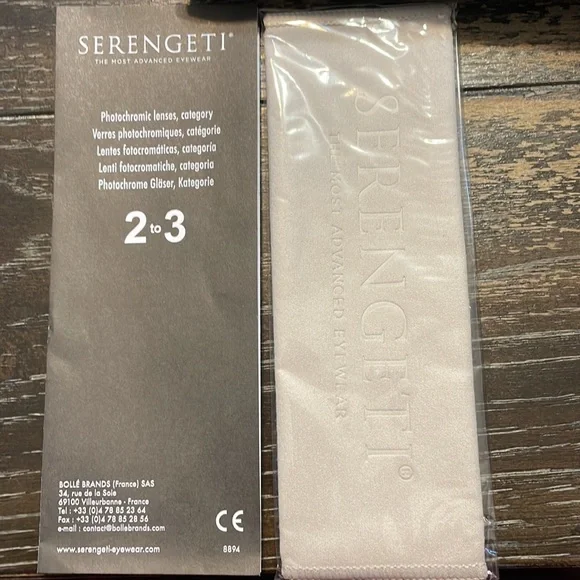 SERENGETI®
THE MOST ADVANCED EYEWEAR
Photochromic lenses, category
Verres photochromiques, catégorie
Lentes fotocromáticas, categoría
Lenti fotocromatiche, categoria
Photochrome Gläser, Kategorie
2 to 3
BOLLÉ BRANDS (France) SAS
34, rue de la Soie
69100 Villeurbanne - France
Tel : +33 (0)4 78 85 23 64
Fax : +33 (0)4 78 85 28 56
e-mail : contact@bollebrands.com
CE
www.serengeti-eyewear.com
8894
SERENGETI®
THE MOST ADVANCED EYEWEAR